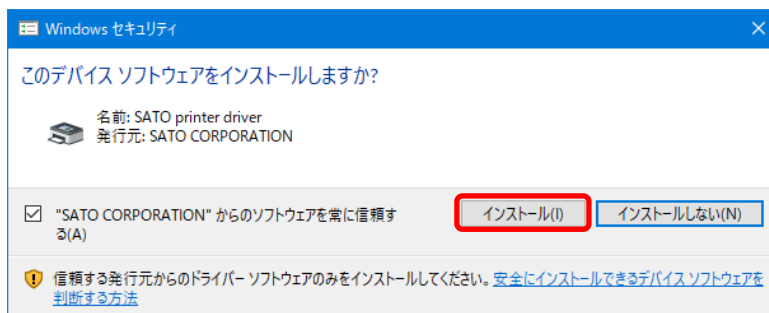 Windows セキュリティ
このデバイス ソフトウェアをインストールしますか?
名前: SATO printer driver
発行元: SATO CORPORATION
"SATO CORPORATION" からのソフトウェアを常に信頼す
る(A)
インストール(I)
インストールしない(N)
信頼する発行元からのドライバー ソフトウェアのみをインストールしてください。安全にインストールできるデバイス ソフトウェアを
判断する方法